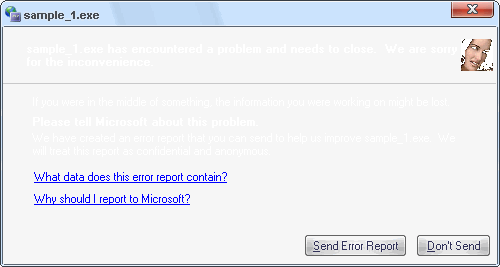 sample_1.exe
sample_1.exe has encountered a problem and needs to close. We are sorry
for the inconvenience.
If you were in the middle of something, the information you were working on might be lost.
Please tell Microsoft about this problem.
We have created an error report that you can send to help us improve sample_1.exe. We
will treat this report as confidential and anonymous.
What data does this error report contain?
Why should I report to Microsoft?
Send Error Report
Don't Send